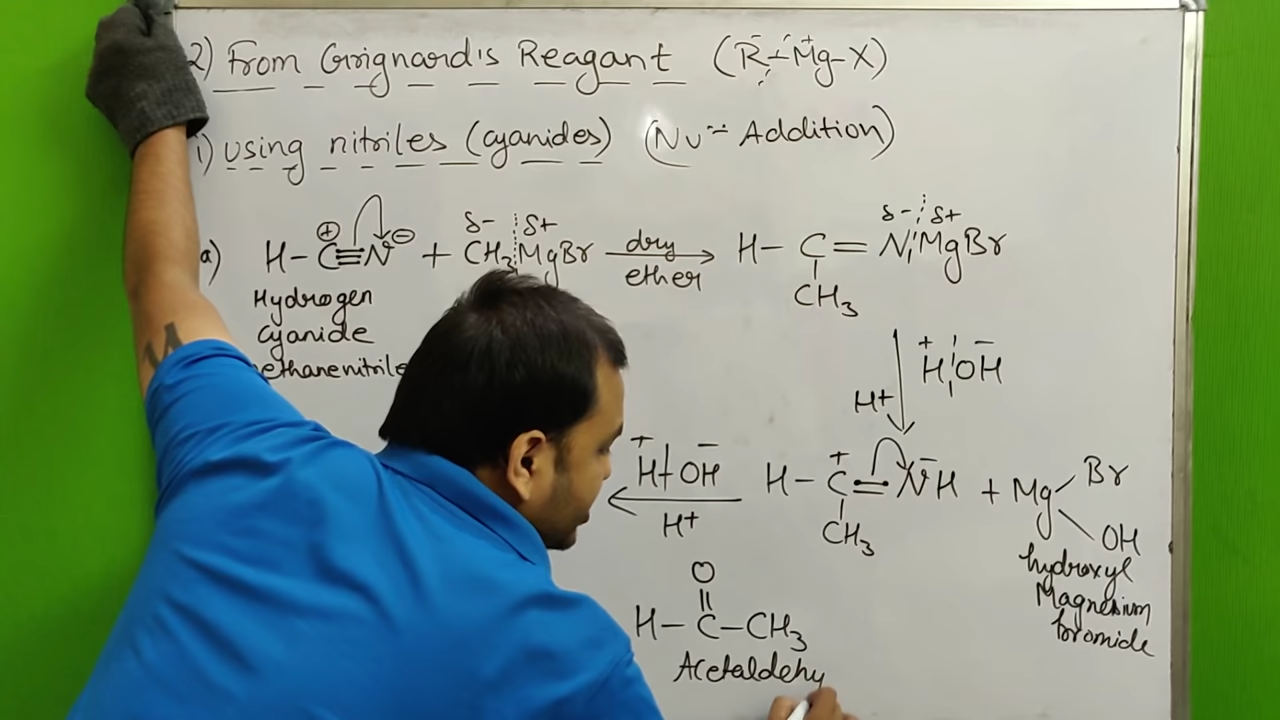 2) From Grignard's Reagant (R⁻-Mg⁺-X)
1) using nitriles (cyanides) (Nu⁻ Addition)
a) H-C≡N + CH₃MgBr dry ether → H-C=N MgBr
⊕ ⊖ δ- δ+ δ- δ+
CH₃
Hydrogen
cyanide
ethanenitrile
H⁺ OH⁻
H+
H⁺ OH⁻ H-C⁺=N⁻H + Mg Br
H+ CH₃ OH
hydroxyl
Magnesium
bromide
O
H-C-CH₃
Acetaldehy